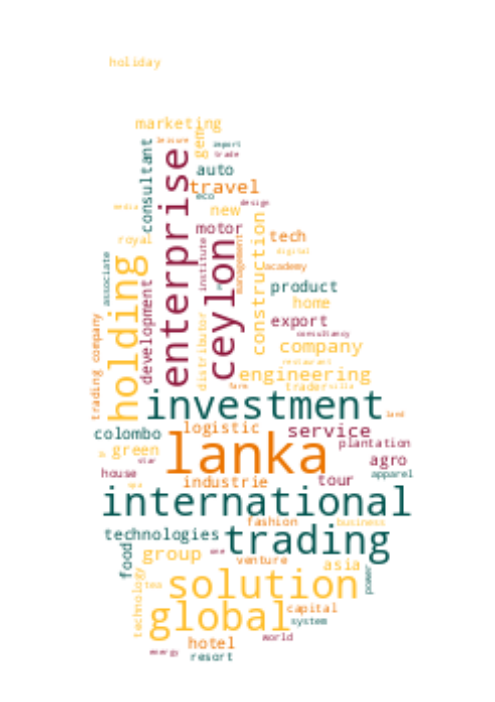 holiday
marketing
gem
import
leisure
trade
consultant
enterprise
auto
travel
eco
design
media
new
motor
royal
tech
institute
ceylon
management
construction
digital
academy
associate
holding
development
product
home
export
consultancy
distributor
company
restaurant
trading company
engineering
farm
trader
villa
investment
land
logistic
colombo
service
lanka
plantation
green
star
agro
house
industrie
tour
apparel
spa
international
fashion
business
technologies
trading
food
group
one
venture
asia
technology
tea
solution
power
global
capital
system
world
hotel
energy
resort